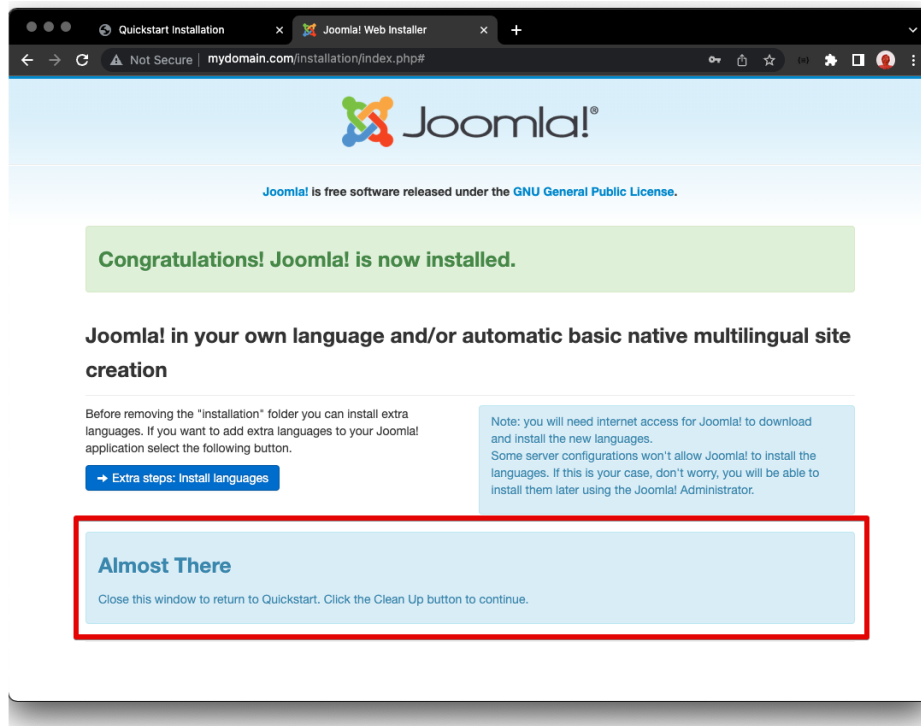 Quickstart Installation
Joomla! Web Installer
Not Secure | mydomain.com/installation/index.php#
Joomla!®
Joomla! is free software released under the GNU General Public License.
Congratulations! Joomla! is now installed.
Joomla! in your own language and/or automatic basic native multilingual site
creation
Before removing the "installation" folder you can install extra
languages. If you want to add extra languages to your Joomla!
application select the following button.
→ Extra steps: Install languages
Note: you will need internet access for Joomla! to download
and install the new languages.
Some server configurations won't allow Joomla! to install the
languages. If this is your case, don't worry, you will be able to
install them later using the Joomla! Administrator.
Almost There
Close this window to return to Quickstart. Click the Clean Up button to continue.